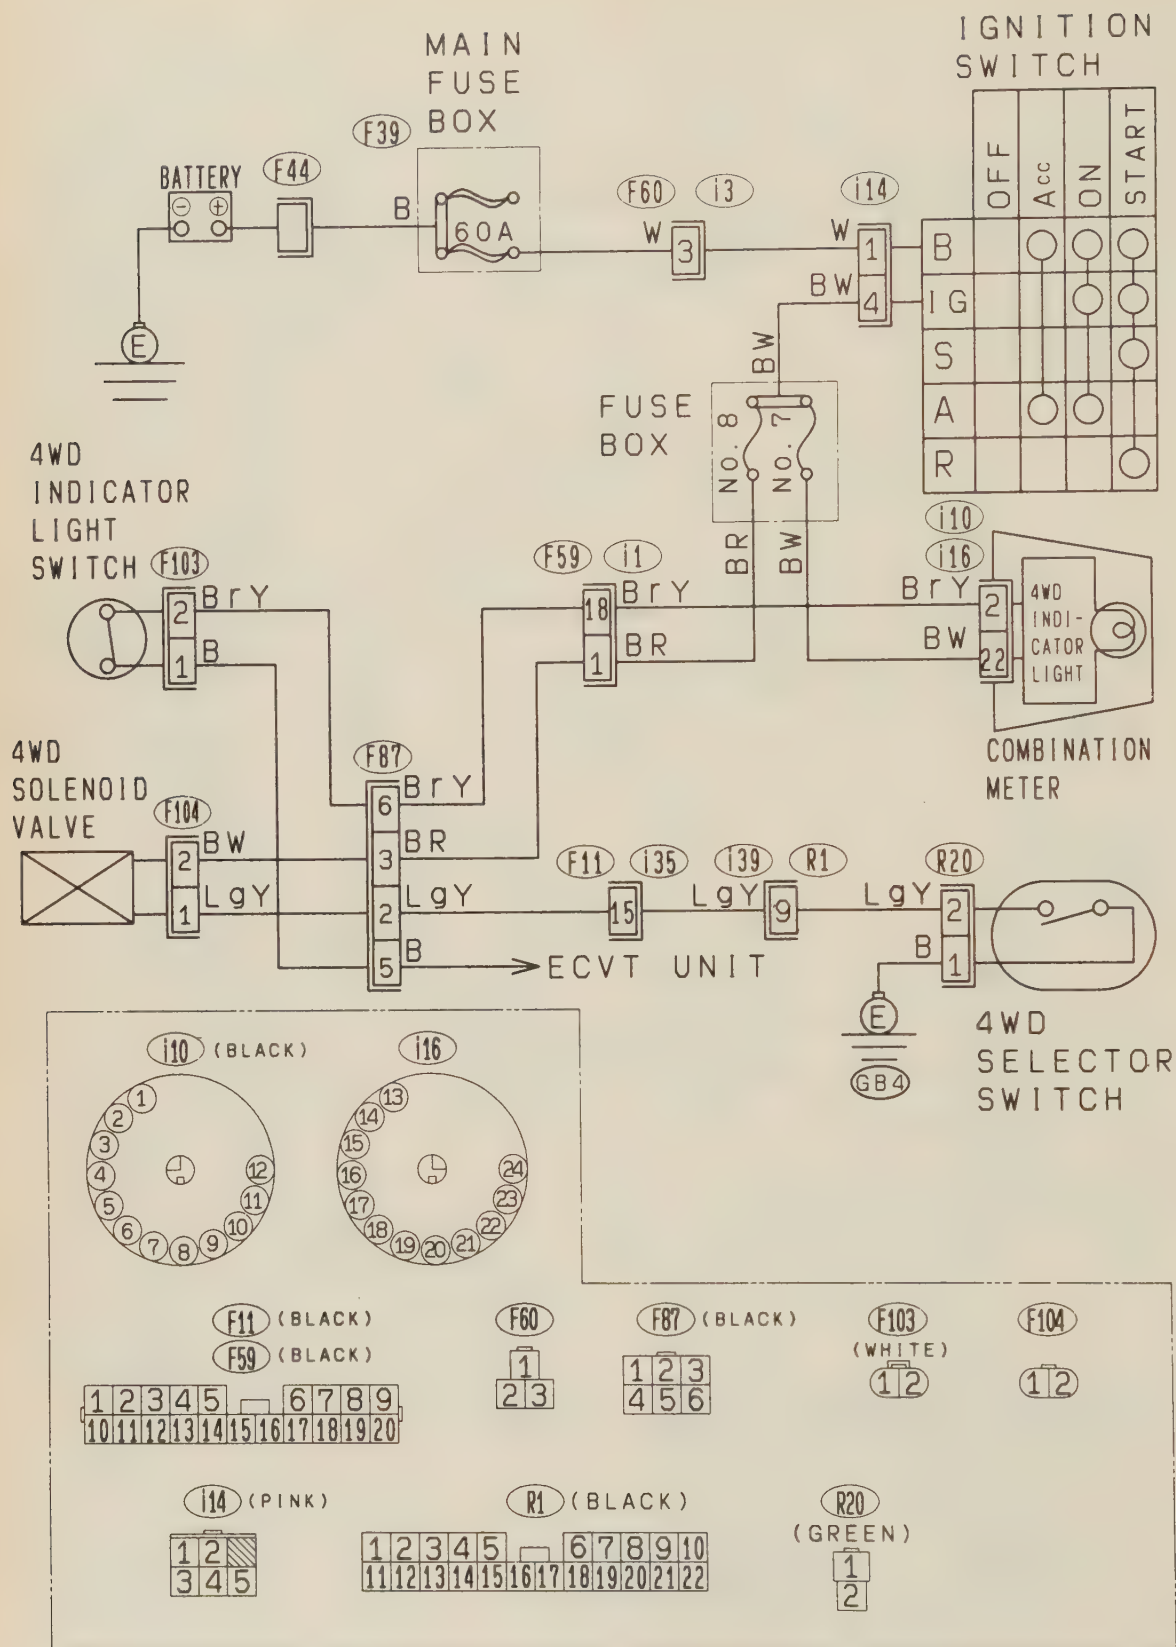 IGNITION
SWITCH
MAIN
FUSE
BOX
F39
BATTERY
F44
− +
B
60A
F60 i3
W
3
i14
W
1
BW
4
OFF
Acc
ON
START
B
IG
S
A
R
E
BW
FUSE
BOX
NO. 8
NO. 7
BR
BW
4WD
INDICATOR
LIGHT
SWITCH
F103
2 BrY
1 B
F59 i1
18 BrY
1 BR
i10
i16
BrY 2
BW 22
4WD
INDI-
CATOR
LIGHT
COMBINATION
METER
4WD
SOLENOID
VALVE
F104
2 BW
1 LgY
F87
6 BrY
3 BR
2 LgY
5 B
ECVT UNIT
F11 i35
15
i39 R1
LgY 9
R20
LgY 2
B 1
E
GB4
4WD
SELECTOR
SWITCH
i10 (BLACK)
1
2
3
4
5
6
7
8
9
10
11
12
i16
13
14
15
16
17
18
19
20
21
22
23
24
F11 (BLACK)
F59 (BLACK)
1 2 3 4 5 6 7 8 9
10 11 12 13 14 15 16 17 18 19 20
F60
1
2 3
F87 (BLACK)
1 2 3
4 5 6
F103
(WHITE)
1 2
F104
1 2
i14 (PINK)
1 2
3 4 5
R1 (BLACK)
1 2 3 4 5 6 7 8 9 10
11 12 13 14 15 16 17 18 19 20 21 22
R20
(GREEN)
1
2